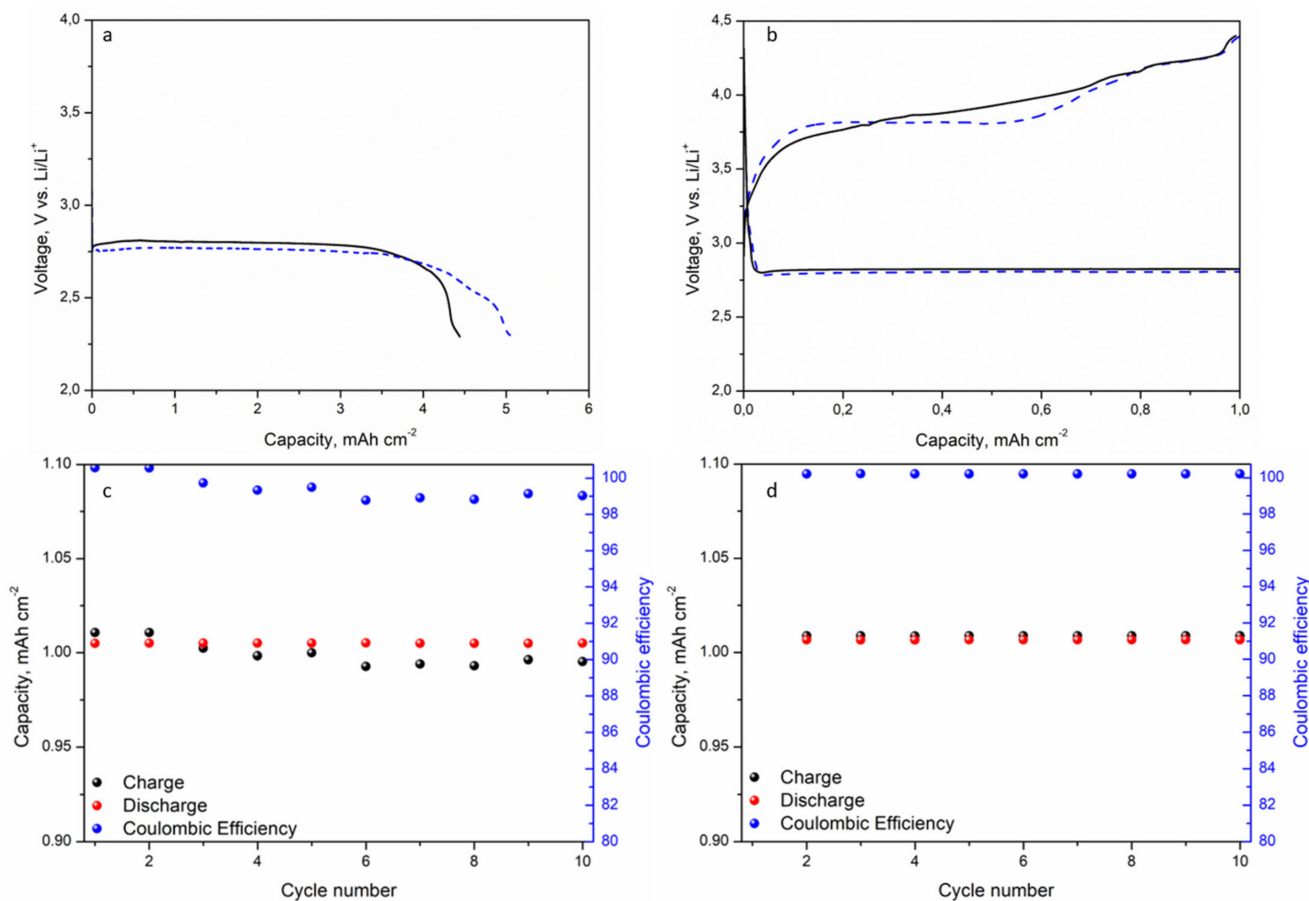 a
4,0
3,5
3,0
2,5
2,0
Voltage, V vs. Li/Li⁺
0 1 2 3 4 5 6
Capacity, mAh cm⁻²
b
4,5
4,0
3,5
3,0
2,5
2,0
Voltage, V vs. Li/Li⁺
0,0 0,2 0,4 0,6 0,8 1,0
Capacity, mAh cm⁻²
c
1.10
1.05
1.00
0.95
0.90
Capacity, mAh cm⁻²
100
98
96
94
92
90
88
86
84
82
80
Coulombic efficiency
Charge
Discharge
Coulombic Efficiency
2 4 6 8 10
Cycle number
d
1.10
1.05
1.00
0.95
0.90
Capacity, mAh cm⁻²
100
98
96
94
92
90
88
86
84
82
80
Coulombic efficiency
Charge
Discharge
Coulombic Efficiency
2 4 6 8 10
Cycle number